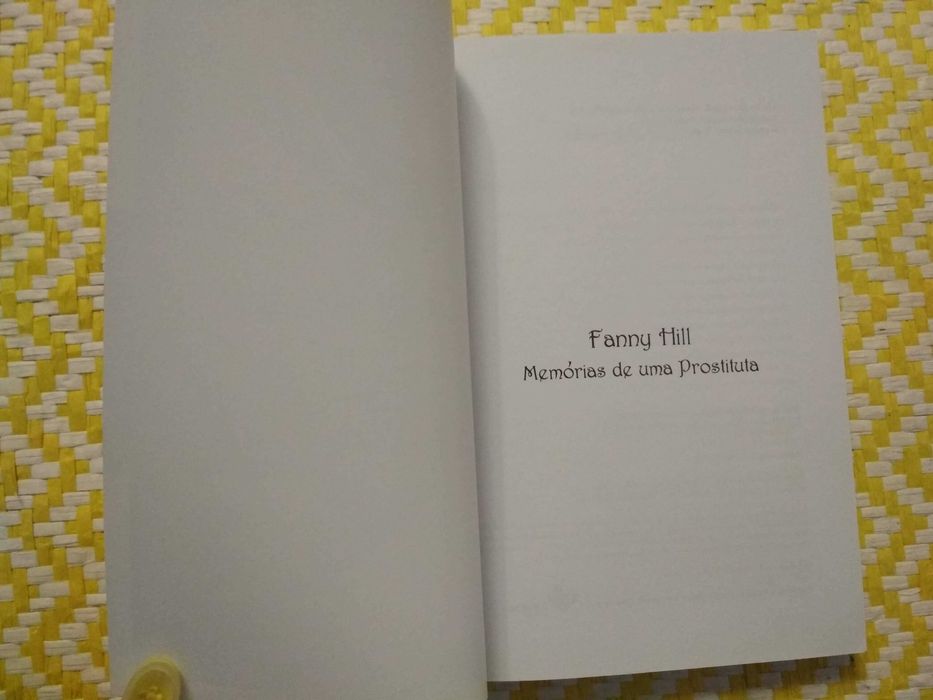 Fanny Hill
Memórias de uma Prostituta